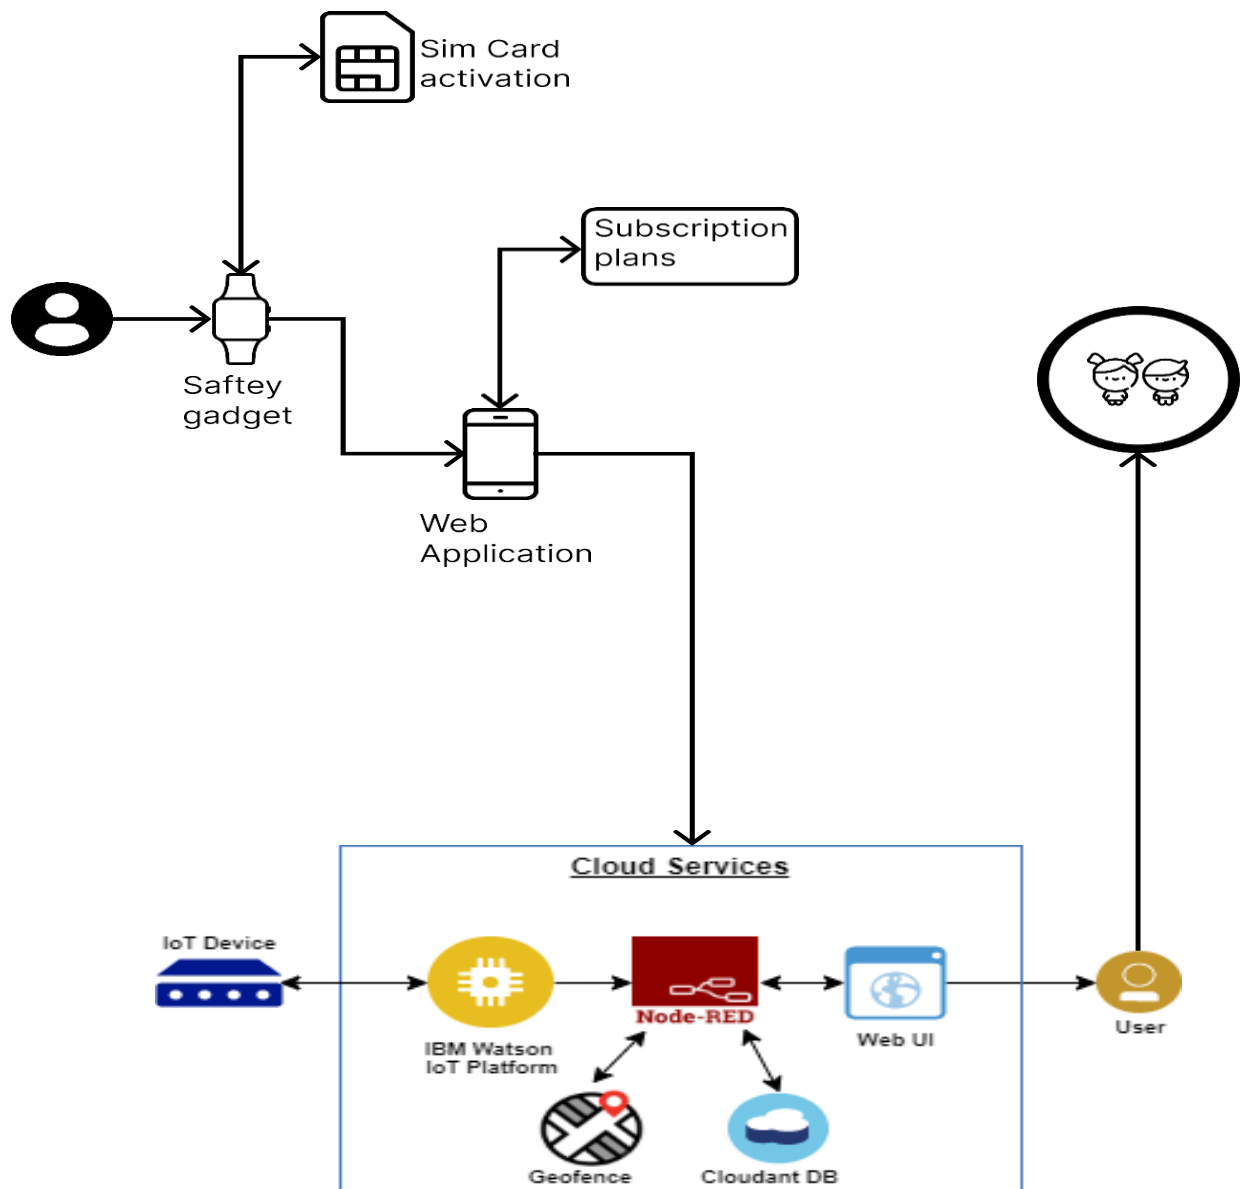 Sim Card
activation
Subscription
plans
Saftey
gadget
Web
Application
Cloud Services
IoT Device
Node-RED
IBM Watson
IoT Platform
Web UI
User
Geofence
Cloudant DB